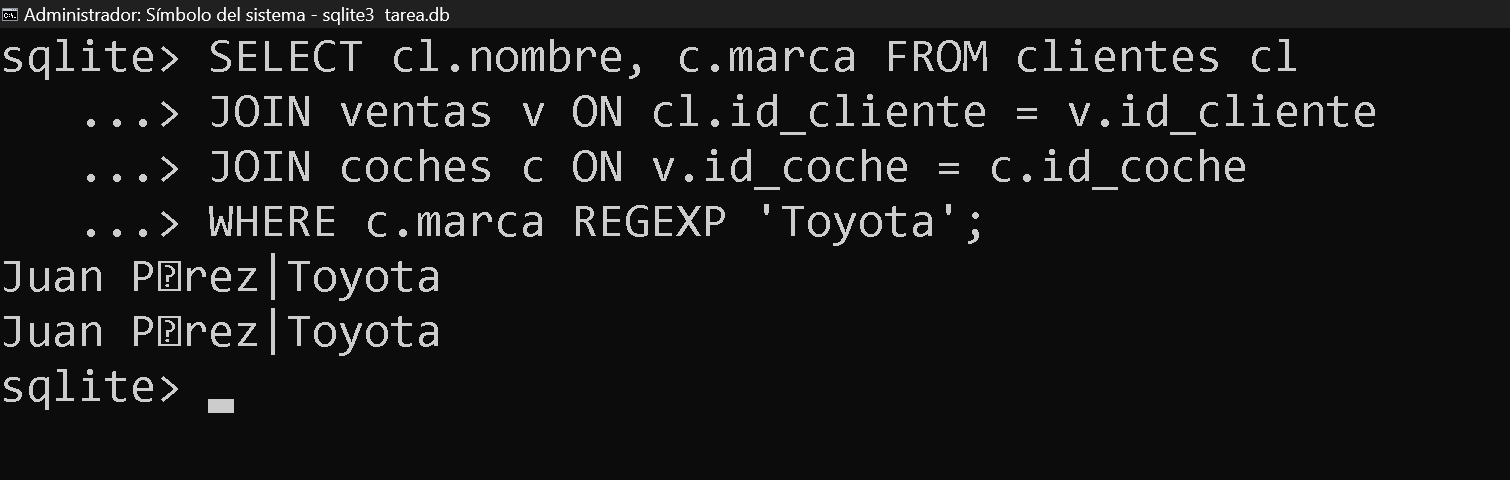 Administrador: Símbolo del sistema - sqlite3 tarea.db
sqlite> SELECT cl.nombre, c.marca FROM clientes cl
...> JOIN ventas v ON cl.id_cliente = v.id_cliente
...> JOIN coches c ON v.id_coche = c.id_coche
...> WHERE c.marca REGEXP 'Toyota';
Juan P�rez|Toyota
Juan P�rez|Toyota
sqlite>